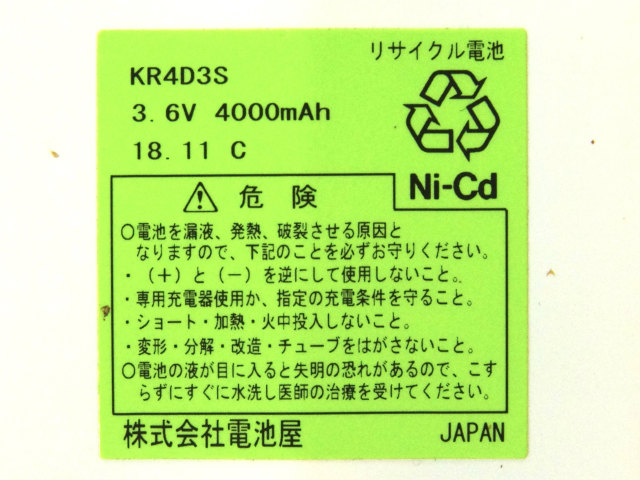 リサイクル電池
KR4D3S
3.6V 4000mAh
18.11 C
Ni-Cd
危険
○電池を漏液、発熱、破裂させる原因と
なりますので、下記のことを必ずお守りください。
・（＋）と（－）を逆にして使用しないこと。
・専用充電器使用か、指定の充電条件を守ること。
・ショート・加熱・火中投入しないこと。
・変形・分解・改造・チューブをはがさないこと。
○電池の液が目に入ると失明の恐れがあるので、こす
らずにすぐに水洗し医師の治療を受けてください。
株式会社電池屋 JAPAN